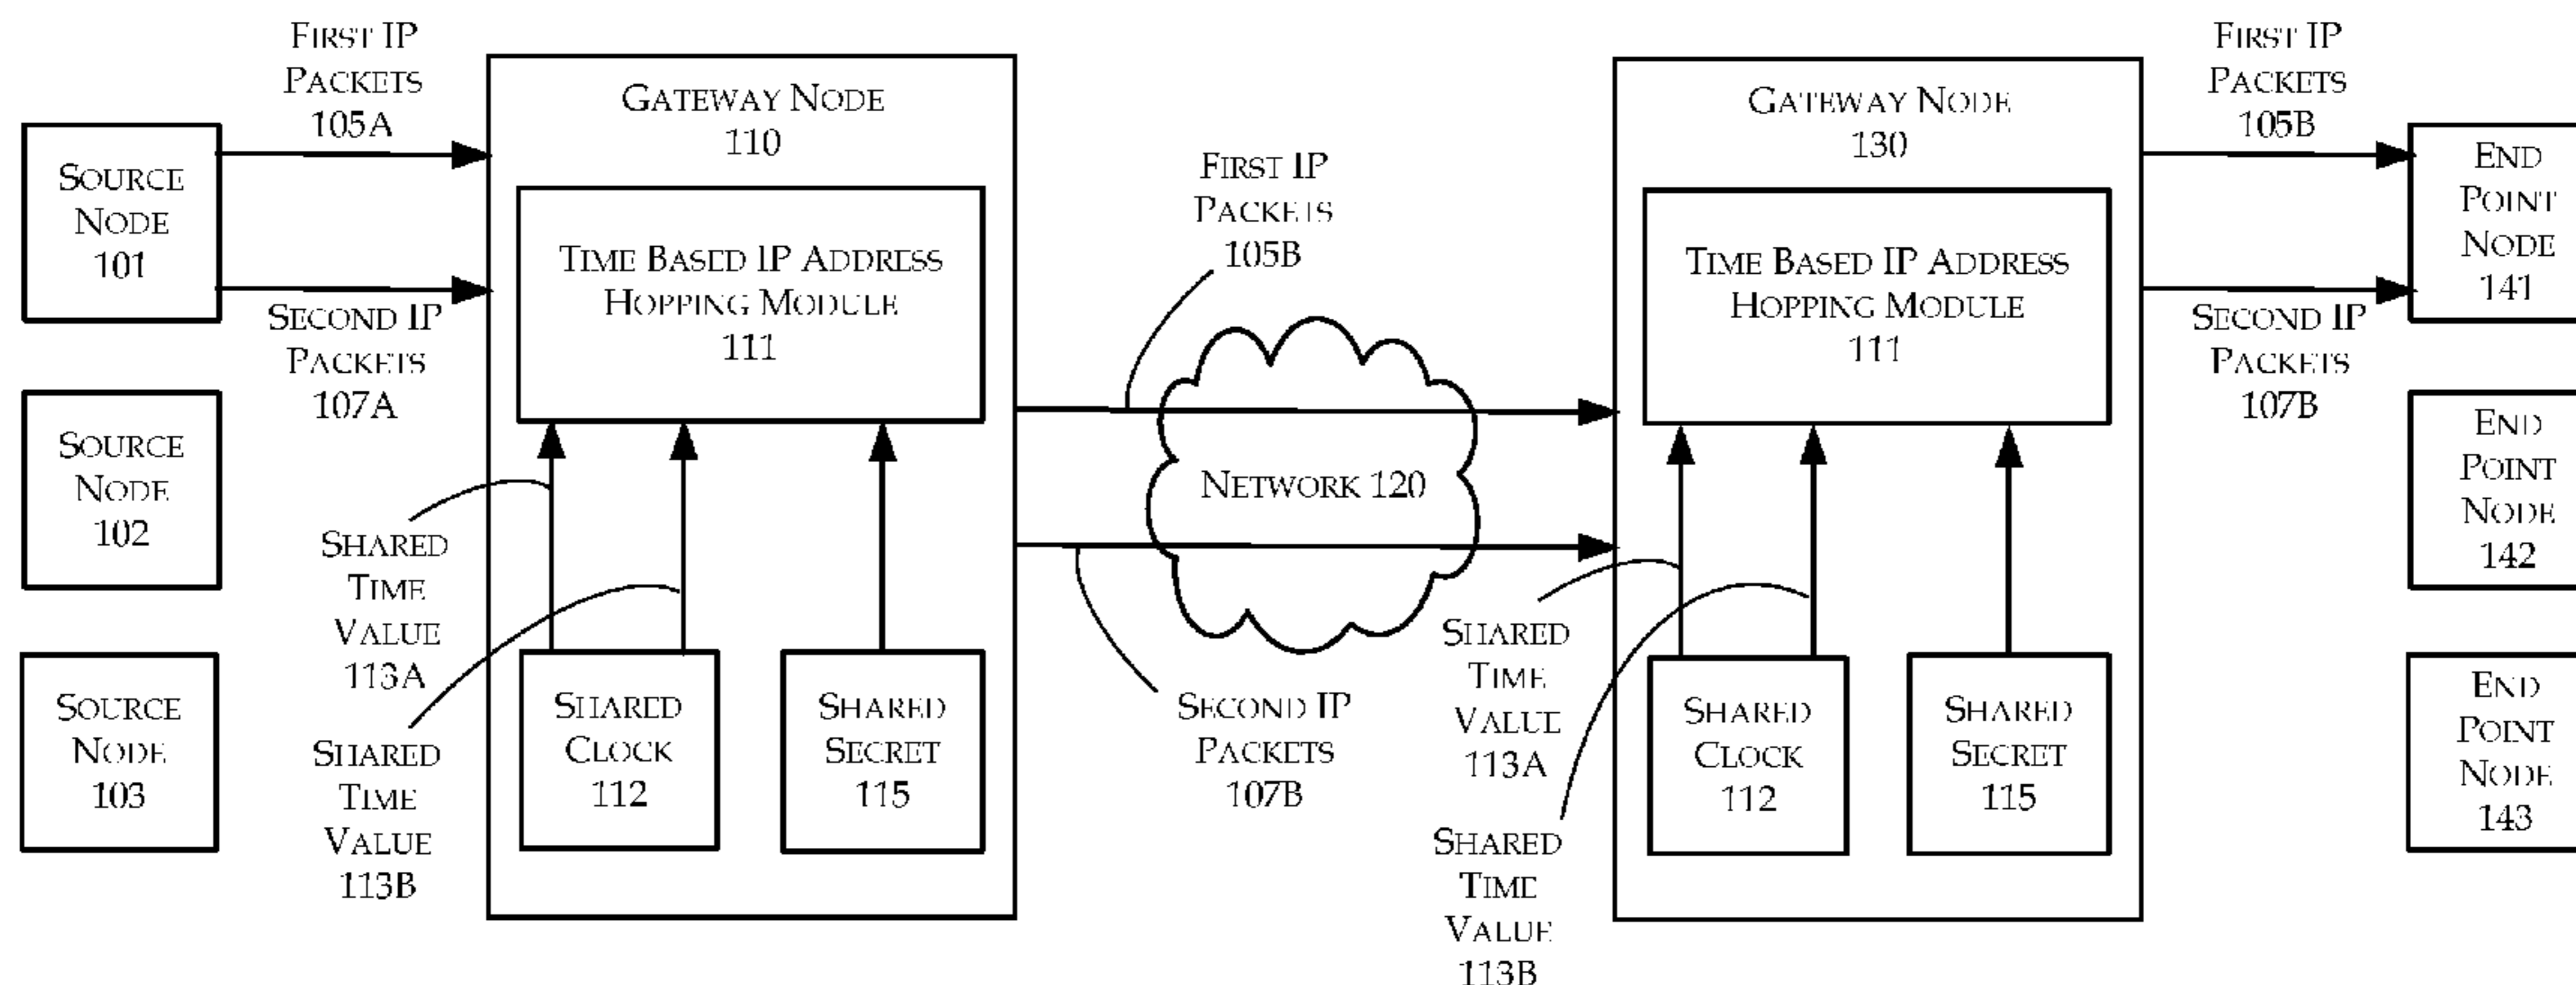 FIRST IP
PACKETS
105A
SOURCE
NODE
101
SECOND IP
PACKETS
107A
SOURCE
NODE
102
SOURCE
NODE
103
GATEWAY NODE
110
TIME BASED IP ADDRESS
HOPPING MODULE
111
SHARED
TIME
VALUE
113A
SHARED
TIME
VALUE
113B
SHARED
CLOCK
112
SHARED
SECRET
115
FIRST IP
PACKETS
105B
NETWORK 120
SECOND IP
PACKETS
107B
GATEWAY NODE
130
TIME BASED IP ADDRESS
HOPPING MODULE
111
SHARED
TIME
VALUE
113A
SHARED
TIME
VALUE
113B
SHARED
CLOCK
112
SHARED
SECRET
115
FIRST IP
PACKETS
105B
SECOND IP
PACKETS
107B
END
POINT
NODE
141
END
POINT
NODE
142
END
POINT
NODE
143